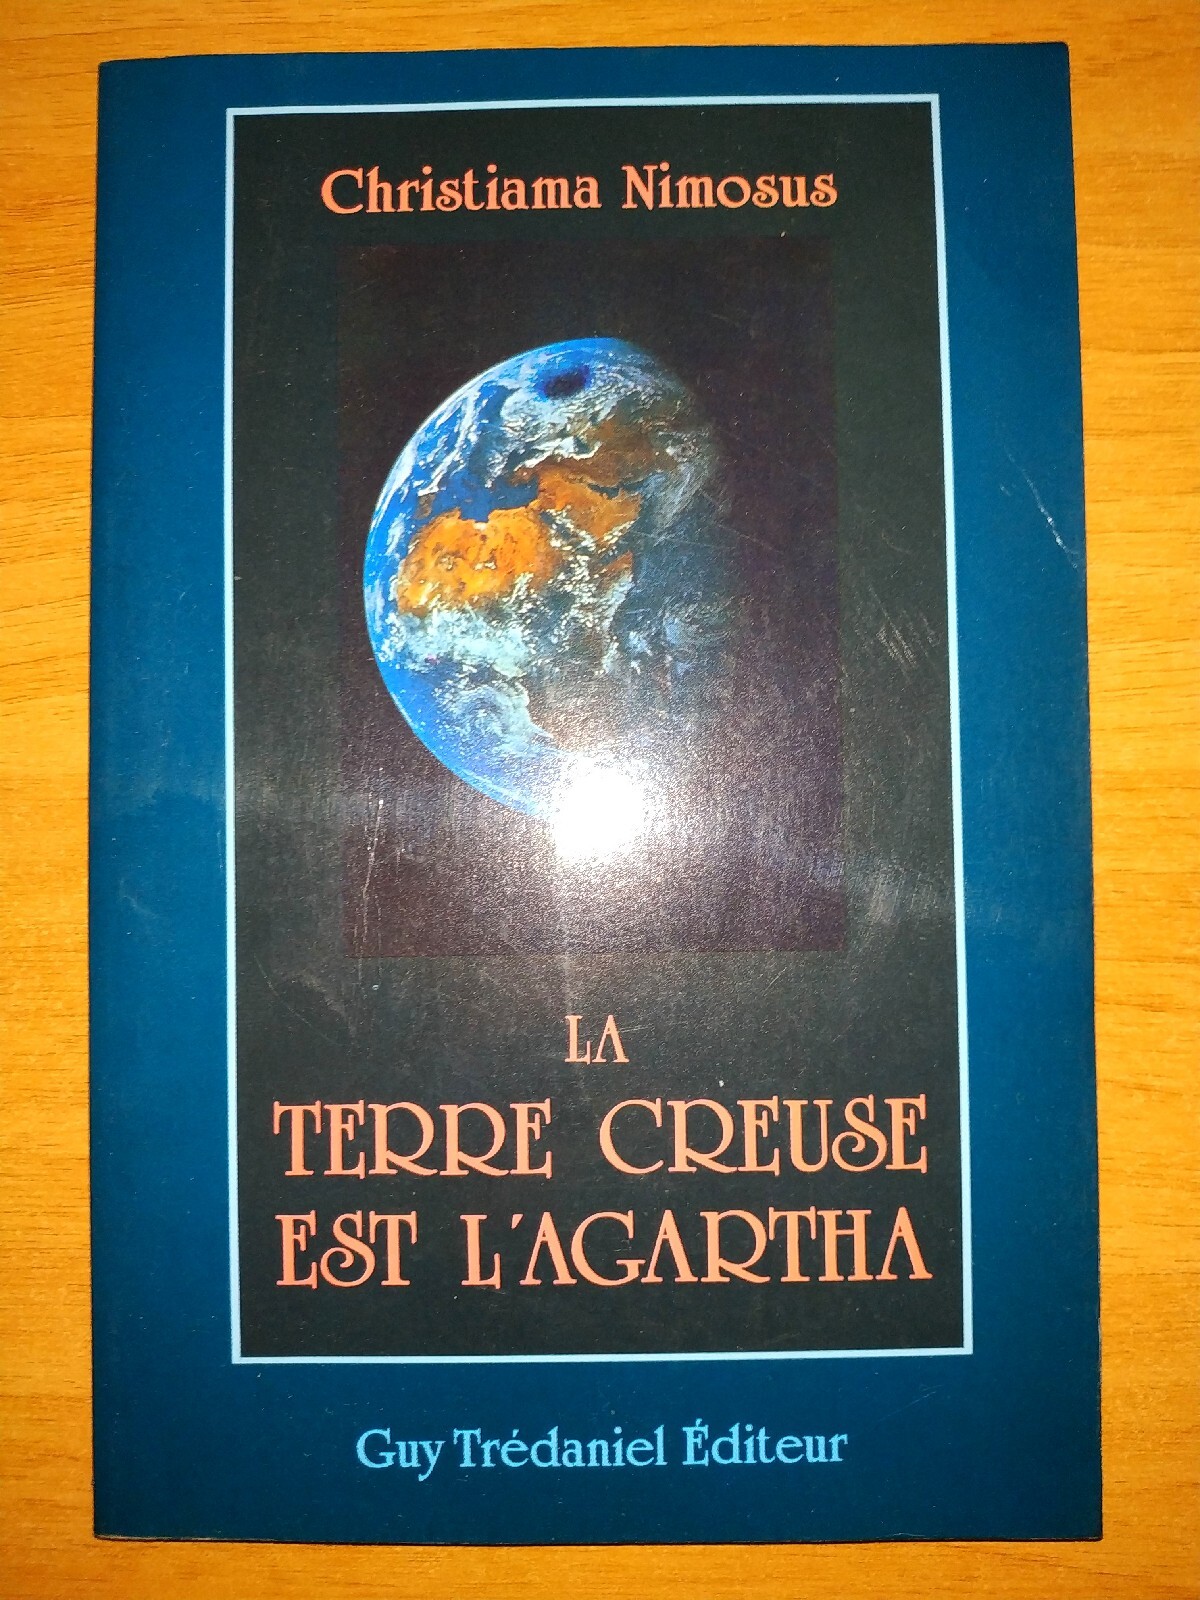 Christiama Nimosus
LA
TERRE CREUSE
EST L'AGARTHA
Guy Trédaniel Éditeur